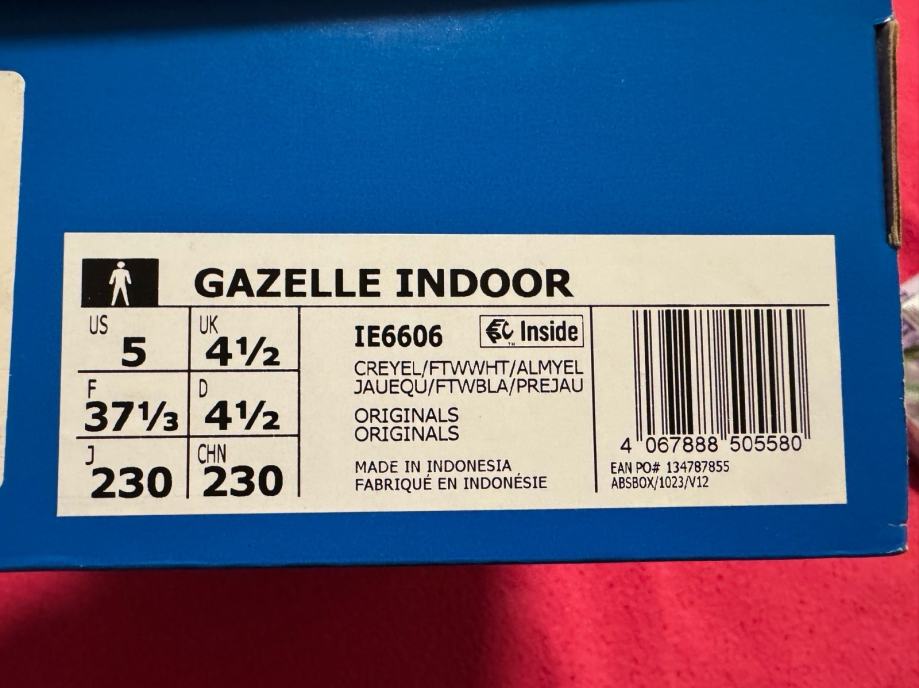 GAZELLE INDOOR
US
5
UK
4½
F
37⅓
D
4½
J
230
CHN
230
IE6606
Inside
CREYEL/FTWWHT/ALMYEL
JAUEQU/FTWBLA/PREJAU
ORIGINALS
ORIGINALS
MADE IN INDONESIA
FABRIQUÉ EN INDONÉSIE
4 067888 505580
EAN PO# 134787855
ABSBOX/1023/V12